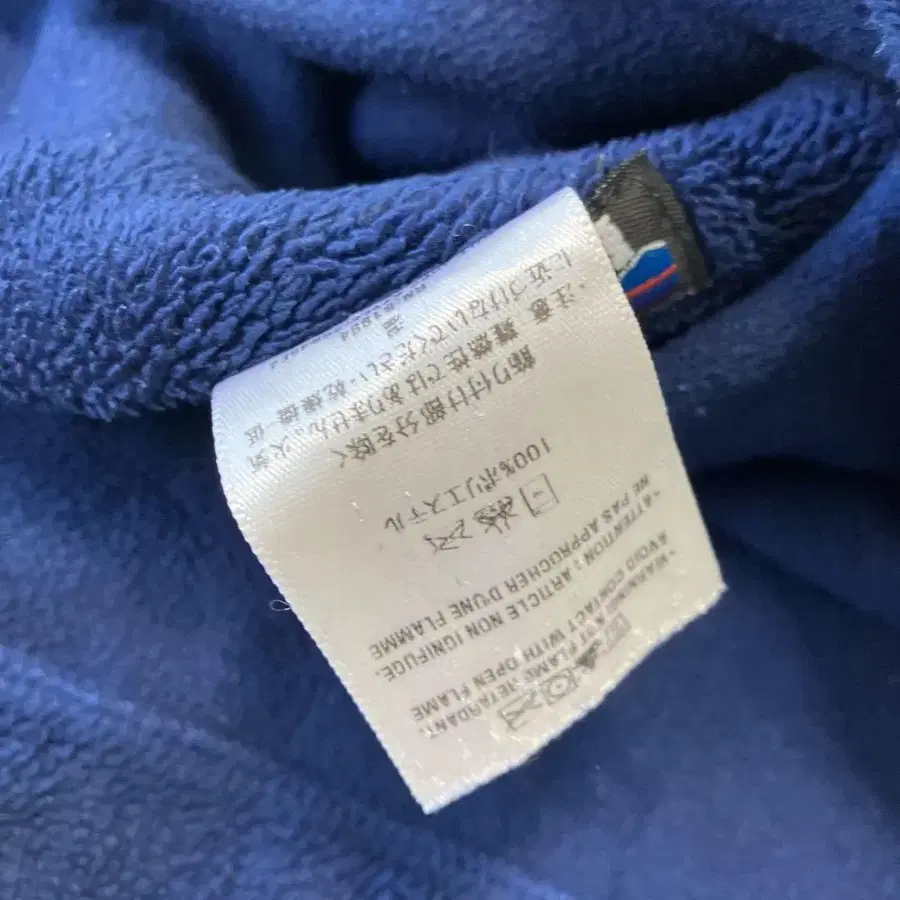 *WARNING: NOT FLAME RETARDANT.
AVOID CONTACT WITH OPEN FLAME
*ATTENTION: ARTICLE NON IGNIFUGE.
NE PAS APPROCHER D'UNE FLAMME
100%ポリエステル
飾り付け部分を除く
・注意 難燃性ではありません。火気
に近づけないでください・乾燥機-低
温